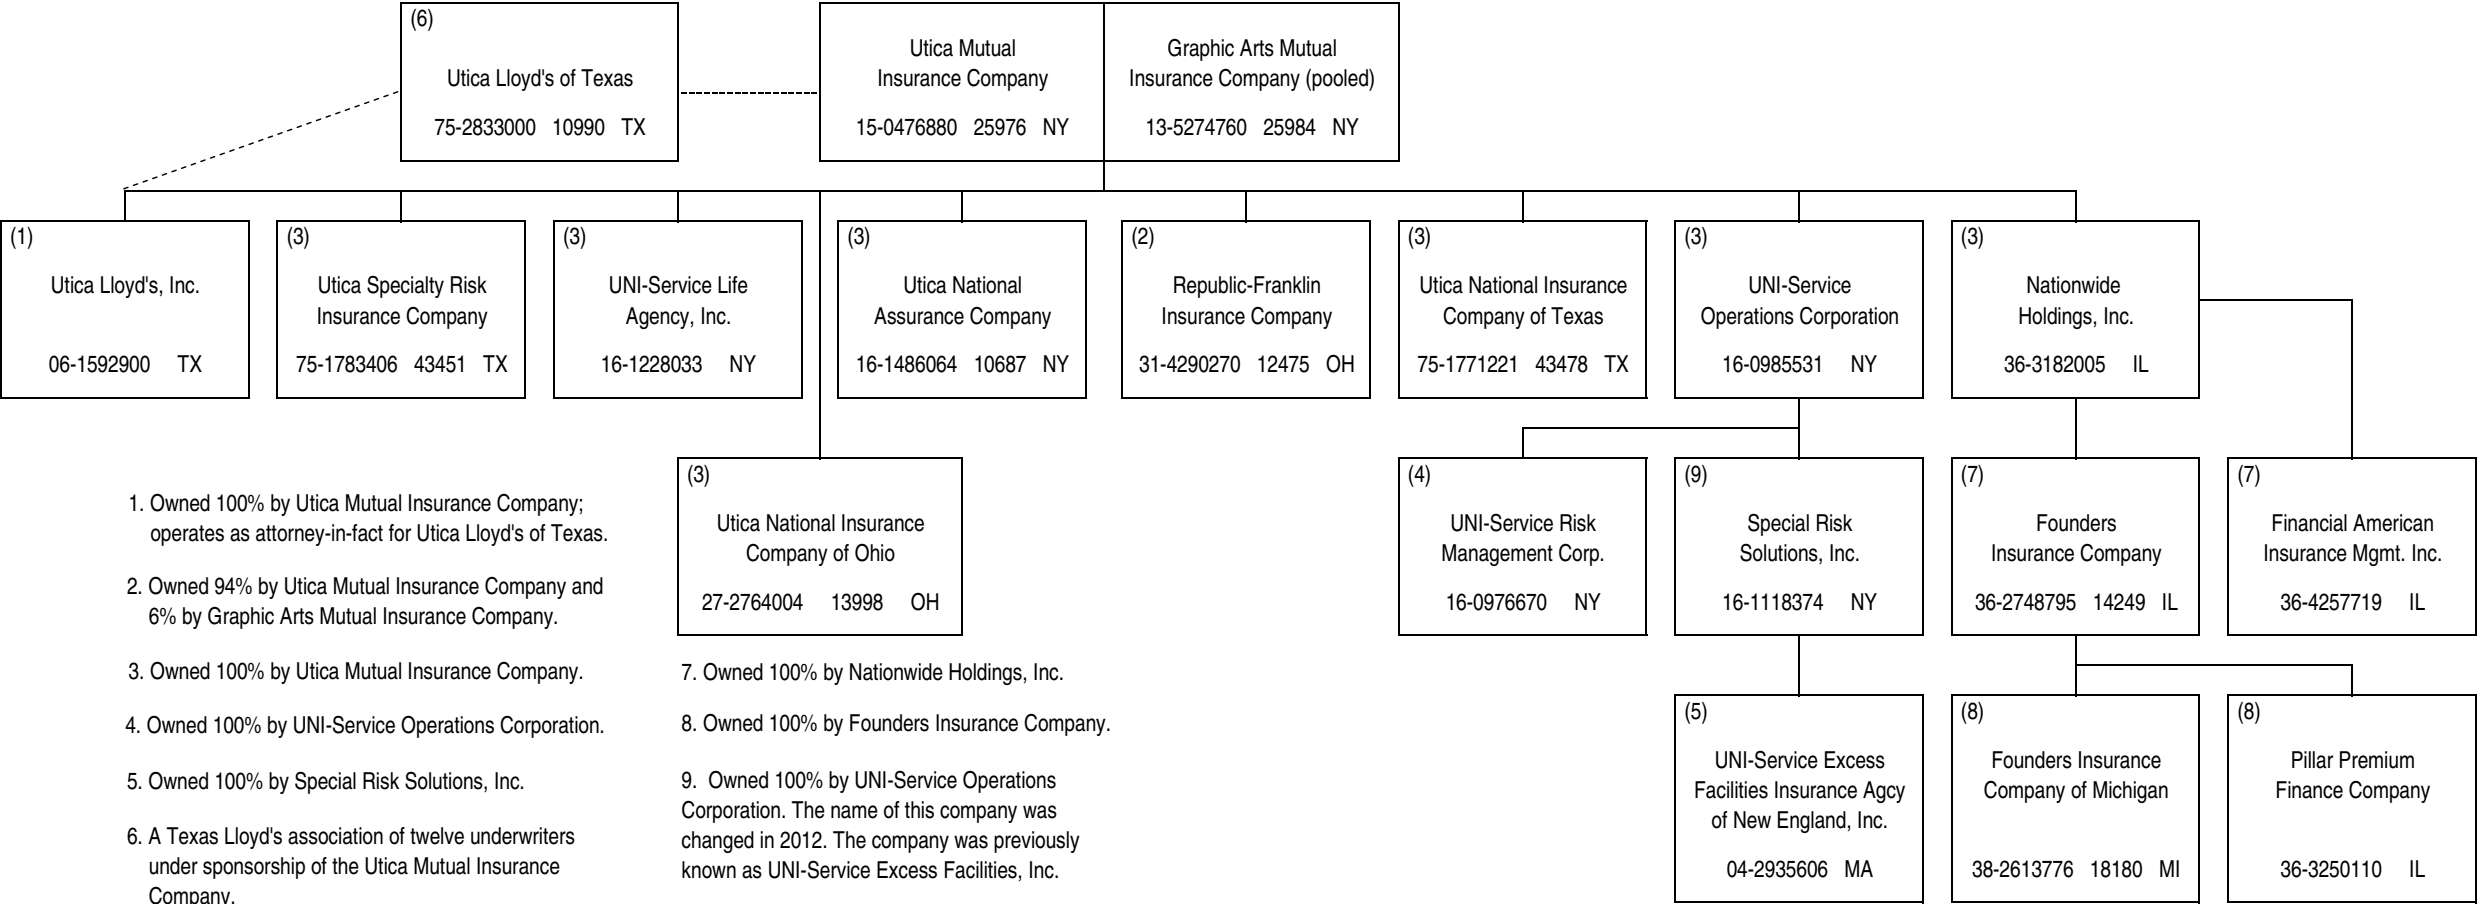 (6)
Utica Lloyd's of Texas
75-2833000 10990 TX
Utica Mutual
Insurance Company
15-0476880 25976 NY
Graphic Arts Mutual
Insurance Company (pooled)
13-5274760 25984 NY
(1)
Utica Lloyd's, Inc.
06-1592900 TX
(3)
Utica Specialty Risk
Insurance Company
75-1783406 43451 TX
(3)
UNI-Service Life
Agency, Inc.
16-1228033 NY
(3)
Utica National
Assurance Company
16-1486064 10687 NY
(2)
Republic-Franklin
Insurance Company
31-4290270 12475 OH
(3)
Utica National Insurance
Company of Texas
75-1771221 43478 TX
(3)
UNI-Service
Operations Corporation
16-0985531 NY
(3)
Nationwide
Holdings, Inc.
36-3182005 IL
(3)
Utica National Insurance
Company of Ohio
27-2764004 13998 OH
(4)
UNI-Service Risk
Management Corp.
16-0976670 NY
(9)
Special Risk
Solutions, Inc.
16-1118374 NY
(7)
Founders
Insurance Company
36-2748795 14249 IL
(7)
Financial American
Insurance Mgmt. Inc.
36-4257719 IL
(5)
UNI-Service Excess
Facilities Insurance Agcy
of New England, Inc.
04-2935606 MA
(8)
Founders Insurance
Company of Michigan
38-2613776 18180 MI
(8)
Pillar Premium
Finance Company
36-3250110 IL
1. Owned 100% by Utica Mutual Insurance Company;
operates as attorney-in-fact for Utica Lloyd's of Texas.
2. Owned 94% by Utica Mutual Insurance Company and
6% by Graphic Arts Mutual Insurance Company.
3. Owned 100% by Utica Mutual Insurance Company.
4. Owned 100% by UNI-Service Operations Corporation.
5. Owned 100% by Special Risk Solutions, Inc.
6. A Texas Lloyd's association of twelve underwriters
under sponsorship of the Utica Mutual Insurance
Company.
7. Owned 100% by Nationwide Holdings, Inc.
8. Owned 100% by Founders Insurance Company.
9. Owned 100% by UNI-Service Operations
Corporation. The name of this company was
changed in 2012. The company was previously
known as UNI-Service Excess Facilities, Inc.